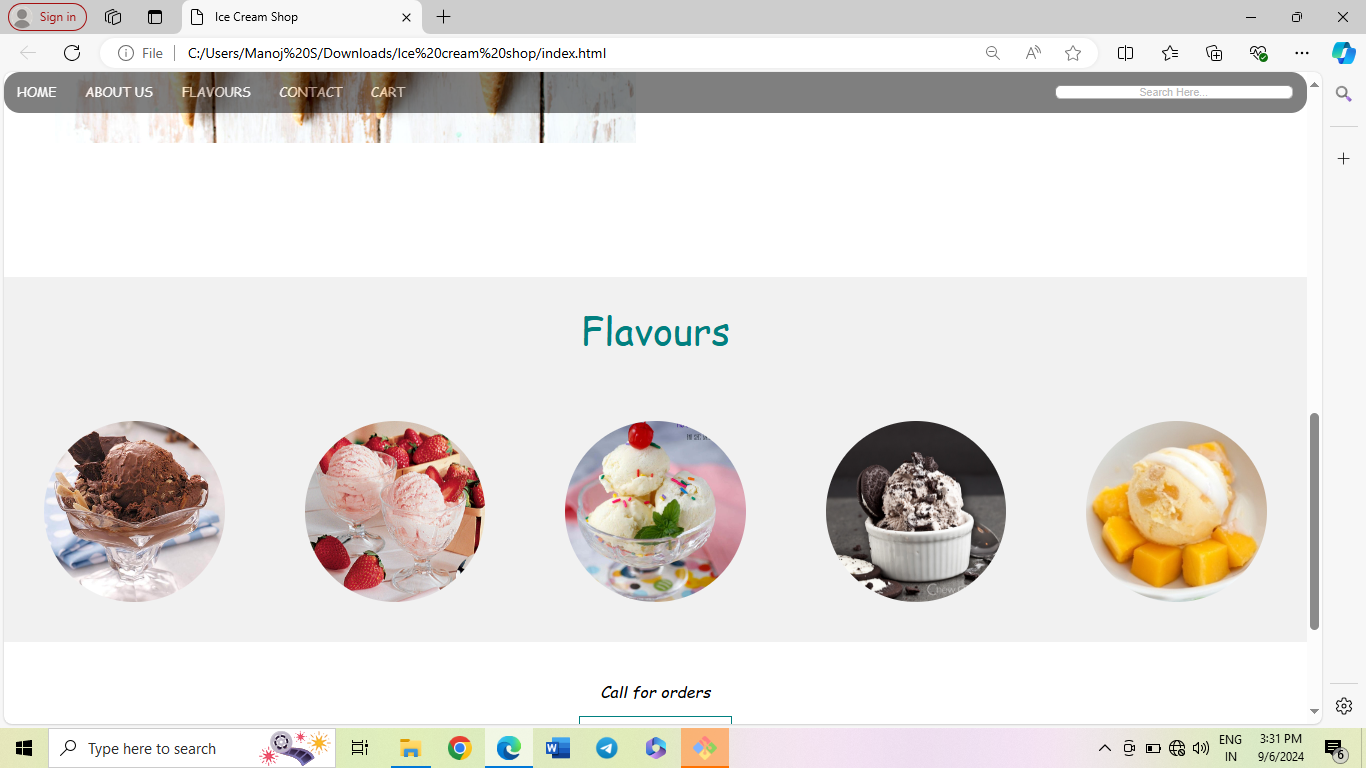 Sign in
Ice Cream Shop
File
C:/Users/Manoj%20S/Downloads/Ice%20cream%20shop/index.html
HOME ABOUT US FLAVOURS CONTACT CART
Search Here...
Flavours
Call for orders
Type here to search
ENG
IN
3:31 PM
9/6/2024
6